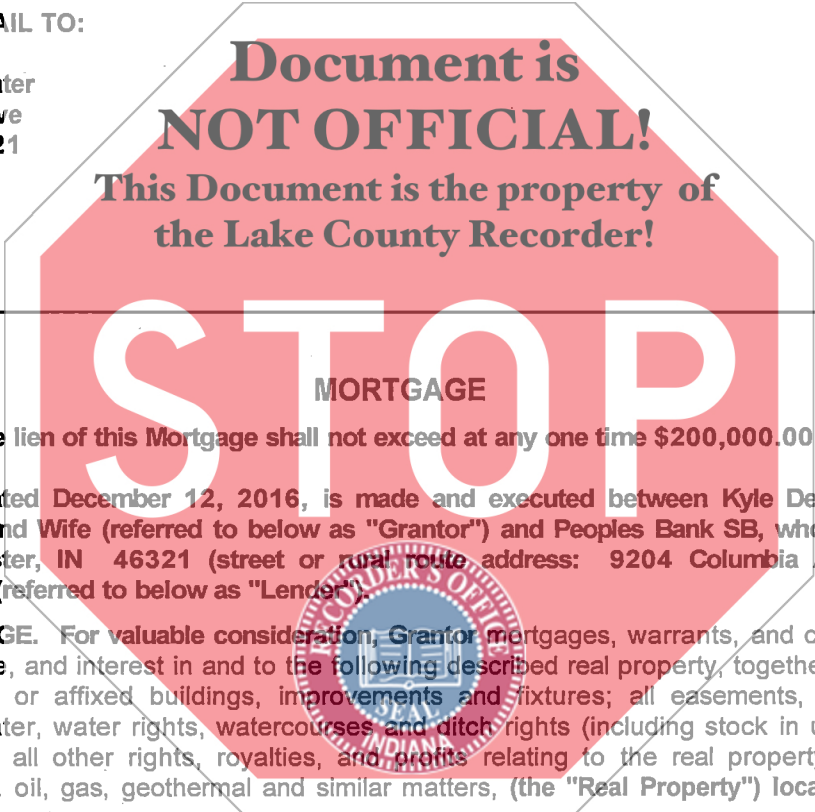 AIL TO:
ter
ve
21
Document is
NOT OFFICIAL!
This Document is the property of
the Lake County Recorder!
STOP
MORTGAGE
lien of this Mortgage shall not exceed at any one time $200,000.00
ted December 12, 2016, is made and executed between Kyle De
nd Wife (referred to below as "Grantor") and Peoples Bank SB, who
ter, IN 46321 (street or rural route address: 9204 Columbia
(referred to below as "Lender").
GE. For valuable consideration, Grantor mortgages, warrants, and c
e, and interest in and to the following described real property, togethe
or affixed buildings, improvements and fixtures; all easements,
ter, water rights, watercourses and ditch rights (including stock in u
all other rights, royalties, and profits relating to the real property
oil, gas, geothermal and similar matters, (the "Real Property") loca
RECORDER'S OFFICE
SEAL
INDIANA